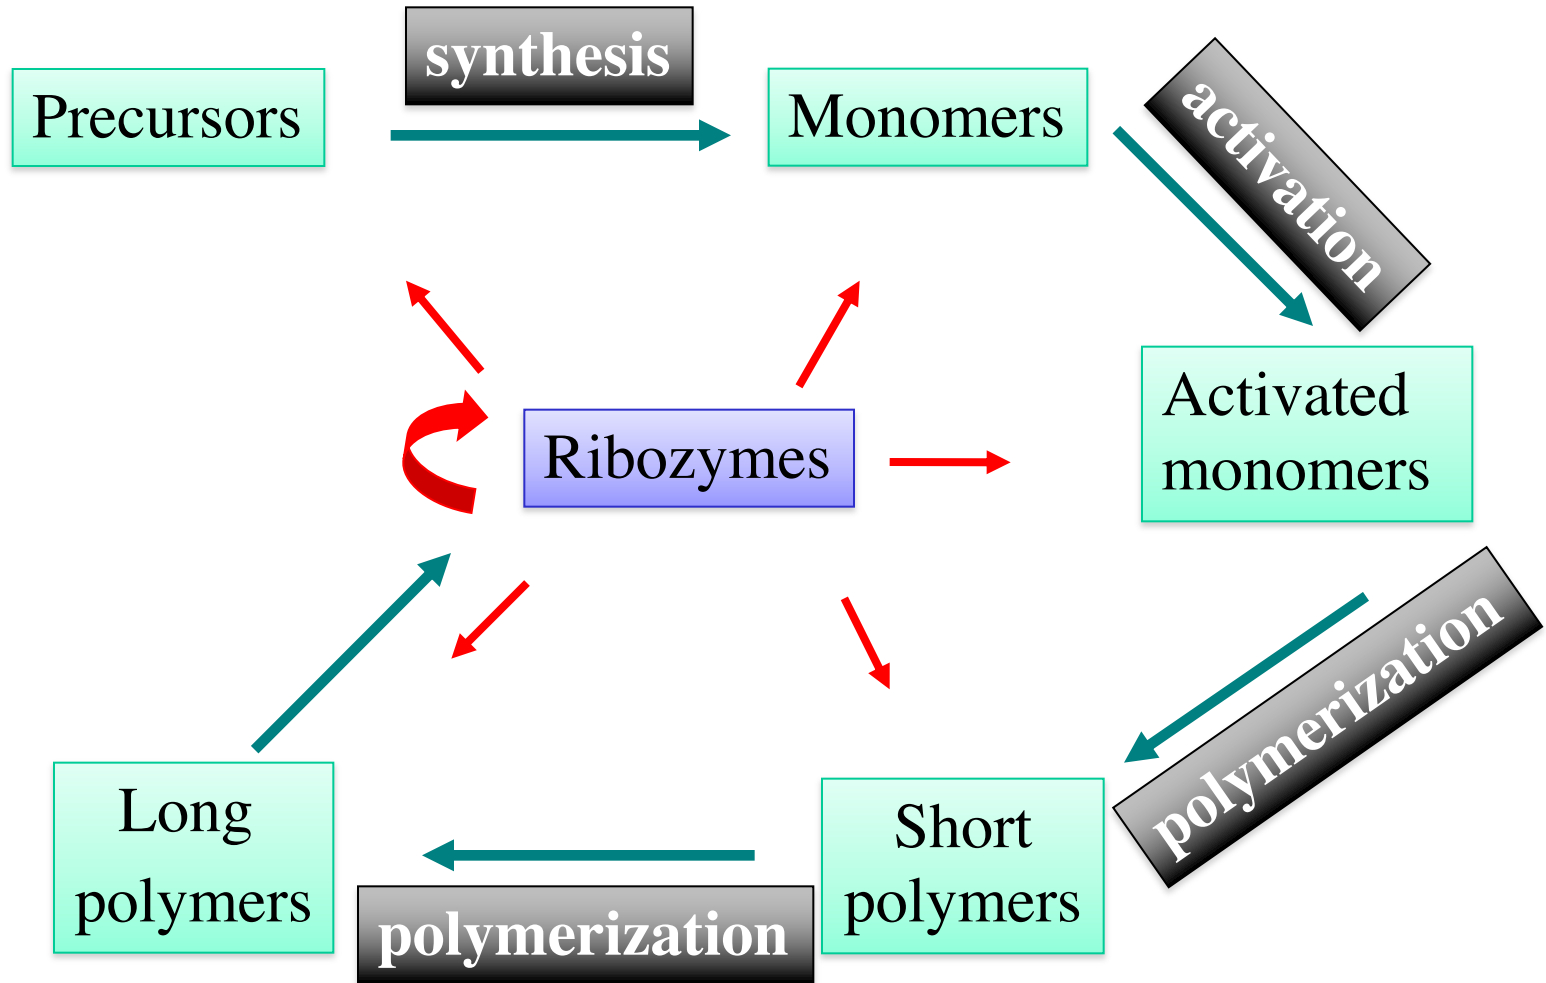 Precursors
synthesis
Monomers
activation
Activated
monomers
Ribozymes
polymerization
Short
polymers
polymerization
Long
polymers